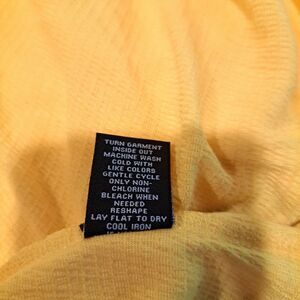 TURN GARMENT
INSIDE OUT
MACHINE WASH
COLD WITH
LIKE COLORS
GENTLE CYCLE
ONLY NON-
CHLORINE
BLEACH WHEN
NEEDED
RESHAPE
LAY FLAT TO DRY
COOL IRON